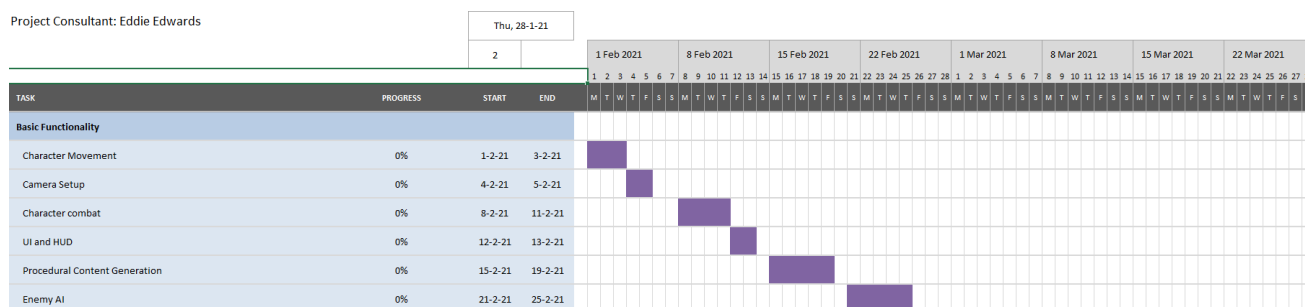 Project Consultant: Eddie Edwards
Thu, 28-1-21
2
1 Feb 2021 8 Feb 2021 15 Feb 2021 22 Feb 2021 1 Mar 2021 8 Mar 2021 15 Mar 2021 22 Mar 2021
1 2 3 4 5 6 7 8 9 10 11 12 13 14 15 16 17 18 19 20 21 22 23 24 25 26 27 28 1 2 3 4 5 6 7 8 9 10 11 12 13 14 15 16 17 18 19 20 21 22 23 24 25 26 27
TASK PROGRESS START END M T W T F S S M T W T F S S M T W T F S S M T W T F S S M T W T F S S M T W T F S S M T W T F S S M T W T F S
Basic Functionality
Character Movement 0% 1-2-21 3-2-21
Camera Setup 0% 4-2-21 5-2-21
Character combat 0% 8-2-21 11-2-21
UI and HUD 0% 12-2-21 13-2-21
Procedural Content Generation 0% 15-2-21 19-2-21
Enemy AI 0% 21-2-21 25-2-21